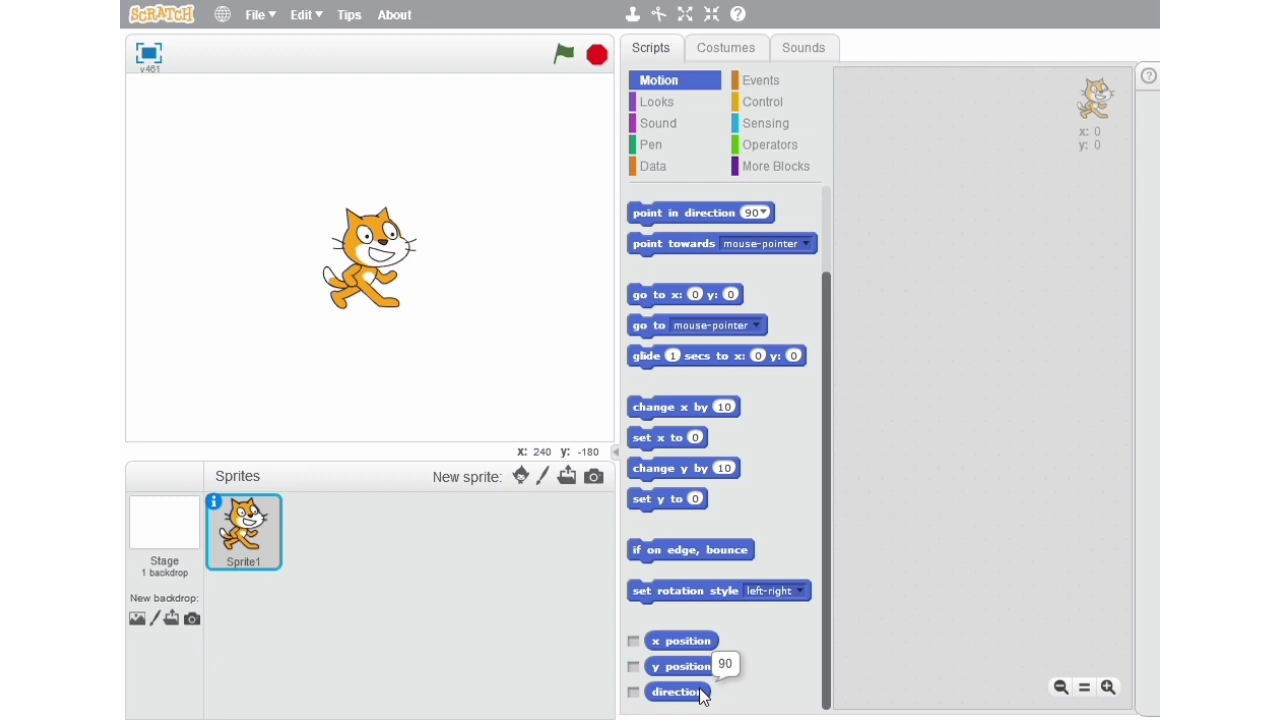 SCRATCH File Edit Tips About
v461
Scripts Costumes Sounds
Motion Events
Looks Control
Sound Sensing
Pen Operators
Data More Blocks
x: 0
y: 0
point in direction 90
point towards mouse-pointer
go to x: 0 y: 0
go to mouse-pointer
glide 1 secs to x: 0 y: 0
change x by 10
set x to 0
change y by 10
set y to 0
if on edge, bounce
set rotation style left-right
x position
y position
90
direction
x: 240 y: -180
Sprites New sprite:
Stage
1 backdrop
New backdrop:
Sprite1